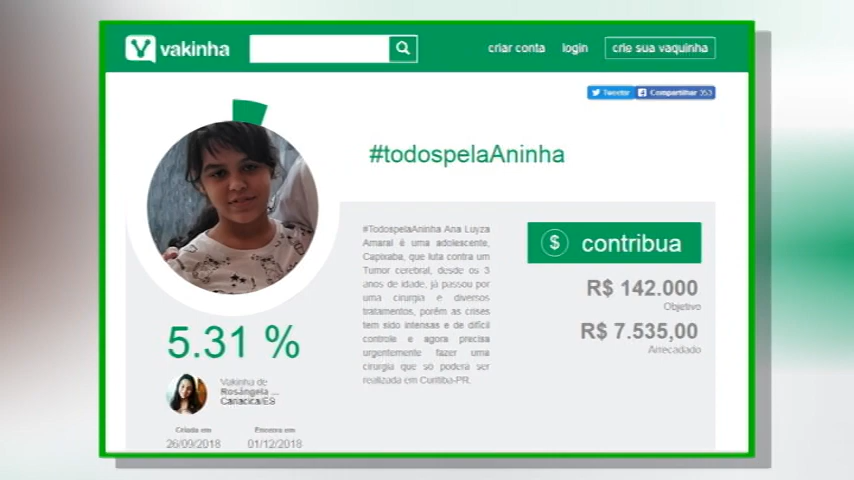 vakinha
criar conta
login
crie sua vaquinha
Tweetar
Compartilhar 353
#todospelaAninha
#TodospelaAninha Ana Luyza
Amaral é uma adolescente,
Capixaba, que luta contra um
Tumor cerebral, desde os 3
anos de idade, já passou por
uma cirurgia e diversos
tratamentos, porém as crises
tem sido intensas e de difícil
controle e agora precisa
urgentemente fazer uma
cirurgia que só poderá ser
realizada em Curitiba-PR.
$ contribua
R$ 142.000
Objetivo
R$ 7.535,00
Arrecadado
5.31 %
Vakinha de
Rosângela ...
Cariacica/ES
Criada em
26/09/2018
Encerra em
01/12/2018